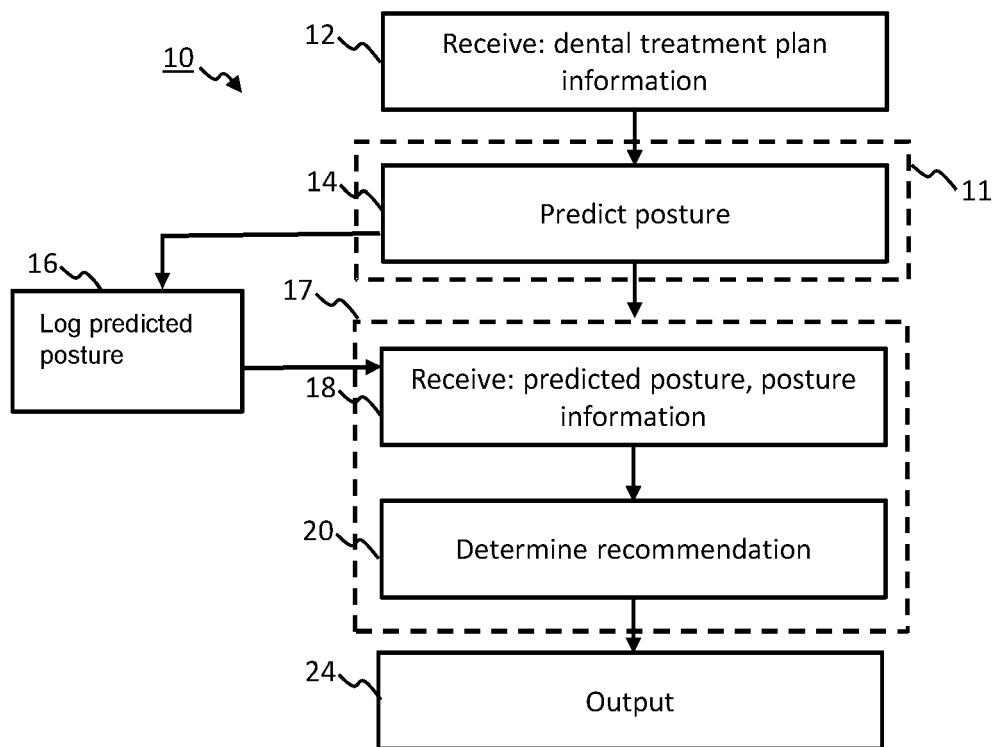 12
Receive: dental treatment plan
information
10
14
Predict posture
11
16
Log predicted
posture
17
Receive: predicted posture, posture
information
18
20
Determine recommendation
24
Output